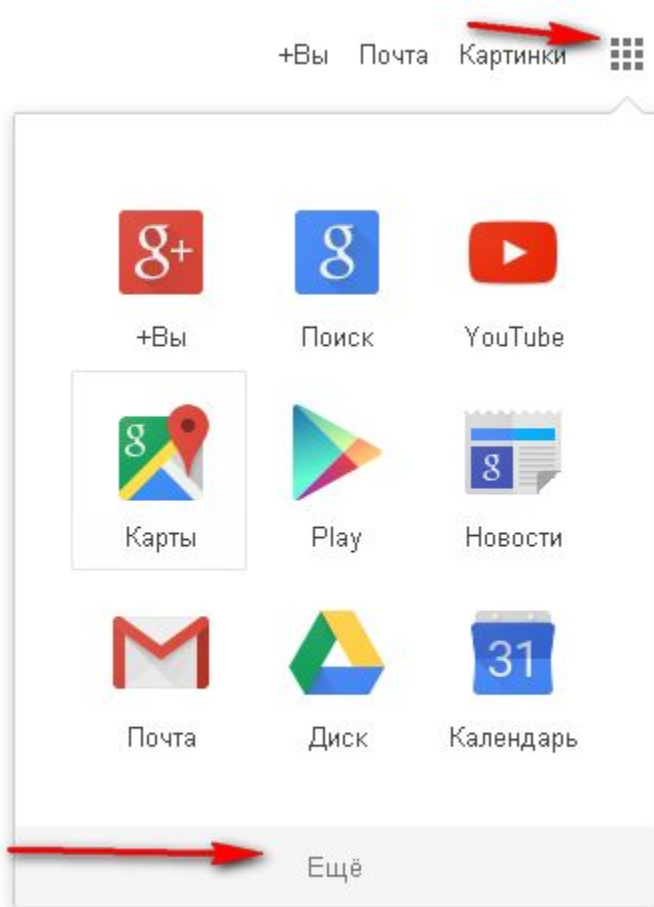 +Вы Почта Картинки
g+ g
+Вы Поиск YouTube
g g
Карты Play Новости
31
Почта Диск Календарь
Ещё